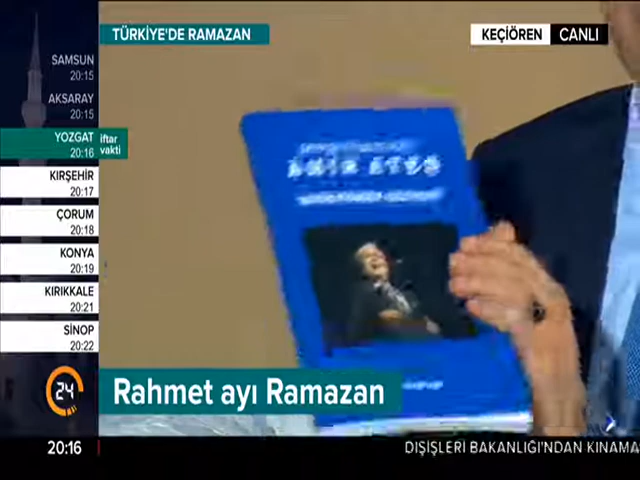 TÜRKİYE'DE RAMAZAN
KEÇİÖREN CANLI
SAMSUN
20:15
AKSARAY
20:15
YOZGAT
20:16
iftar
vakti
KIRŞEHİR
20:17
ÇORUM
20:18
KONYA
20:19
KIRIKKALE
20:21
SİNOP
20:22
AMİR ATEŞ
24
Rahmet ayı Ramazan
20:16
DIŞİŞLERİ BAKANLIĞI'NDAN KINAMA